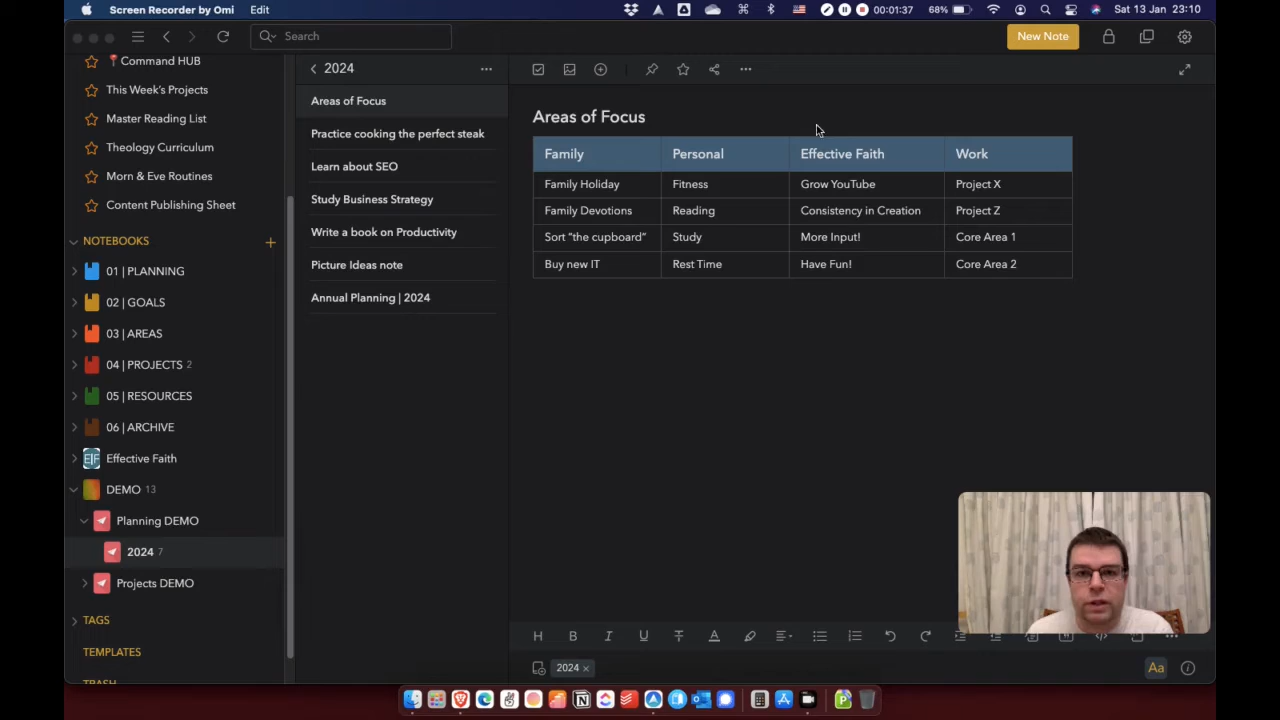 Screen Recorder by Omi Edit 00:01:37 68% Sat 13 Jan 23:10
Search
New Note
Command HUB
This Week's Projects
Master Reading List
Theology Curriculum
Morn & Eve Routines
Content Publishing Sheet
NOTEBOOKS
01 | PLANNING
02 | GOALS
03 | AREAS
04 | PROJECTS 2
05 | RESOURCES
06 | ARCHIVE
EF Effective Faith
DEMO 13
Planning DEMO
2024 7
Projects DEMO
TAGS
TEMPLATES
TRASH
2024
Areas of Focus
Practice cooking the perfect steak
Learn about SEO
Study Business Strategy
Write a book on Productivity
Picture Ideas note
Annual Planning | 2024
Areas of Focus
Family Personal Effective Faith Work
Family Holiday Fitness Grow YouTube Project X
Family Devotions Reading Consistency in Creation Project Z
Sort "the cupboard" Study More Input! Core Area 1
Buy new IT Rest Time Have Fun! Core Area 2
H B I U T A
2024 ×
Aa